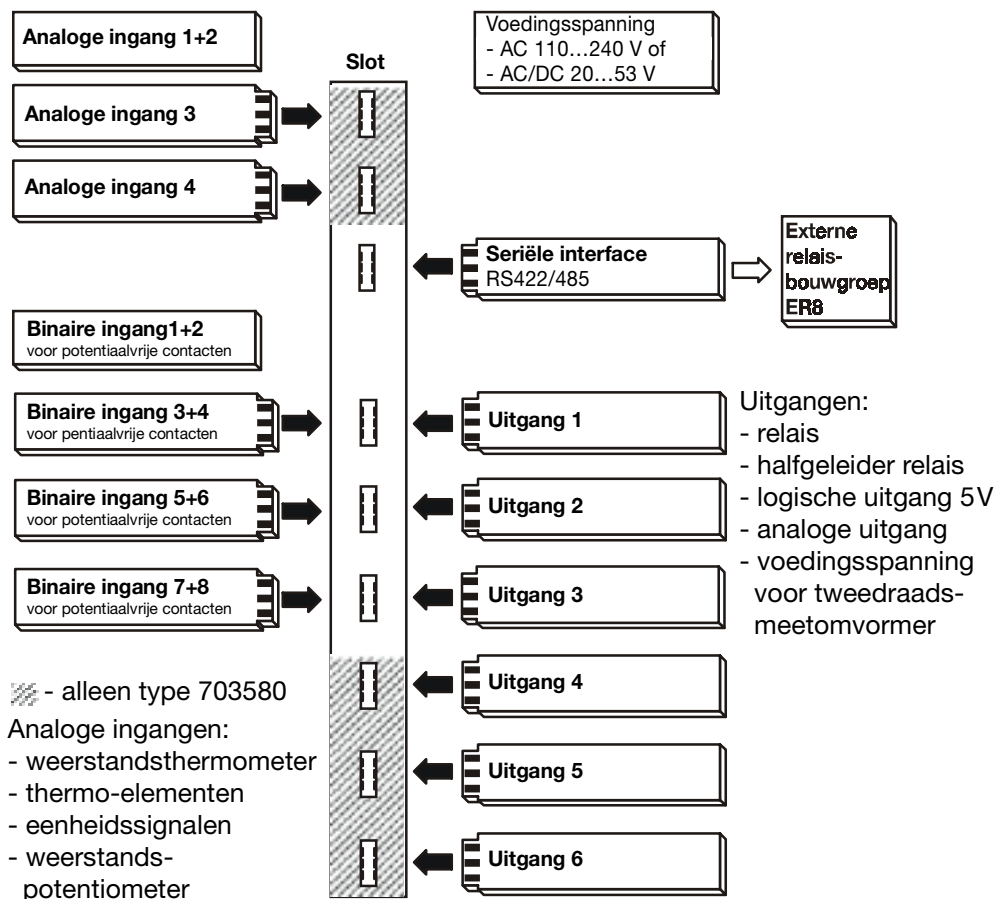 Analoge ingang 1+2
Analoge ingang 3
Analoge ingang 4
Slot
Voedingsspanning
- AC 110...240 V of
- AC/DC 20...53 V
Seriële interface
RS422/485
Externe
relais-
bouwgroep
ER8
Binaire ingang1+2
voor potentiaalvrije contacten
Binaire ingang 3+4
voor pentiaalvrije contacten
Binaire ingang 5+6
voor potentiaalvrije contacten
Binaire ingang 7+8
voor potentiaalvrije contacten
Uitgang 1
Uitgang 2
Uitgang 3
Uitgang 4
Uitgang 5
Uitgang 6
Uitgangen:
- relais
- halfgeleider relais
- logische uitgang 5V
- analoge uitgang
- voedingsspanning
voor tweedraads-
meetomvormer
- alleen type 703580
Analoge ingangen:
- weerstandsthermometer
- thermo-elementen
- eenheidssignalen
- weerstands-
potentiometer